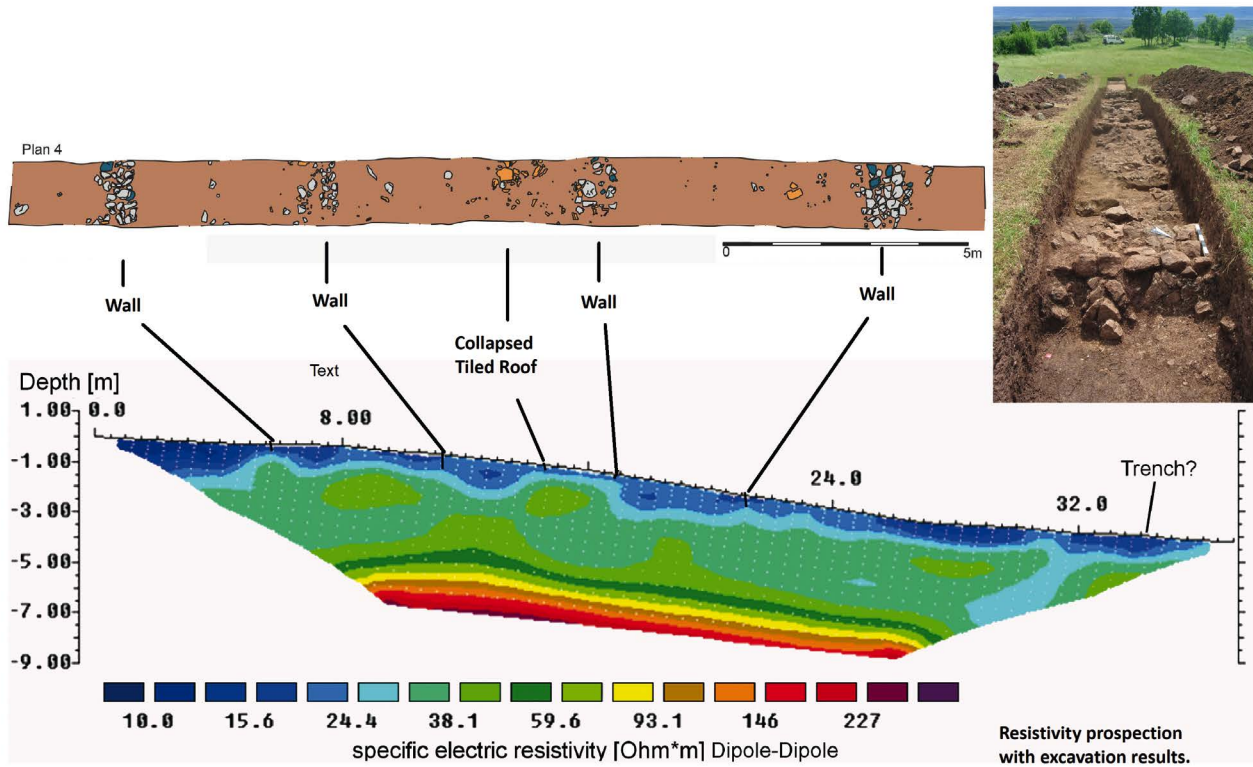 Plan 4
0 5m
Wall
Wall
Collapsed
Tiled Roof
Wall
Wall
Text
Depth [m]
1.00 0.0
8.00
-1.00
24.0
Trench?
-3.00
32.0
-5.00
-7.00
-9.00
10.0 15.6 24.4 38.1 59.6 93.1 146 227
specific electric resistivity [Ohm*m] Dipole-Dipole
Resistivity prospection
with excavation results.